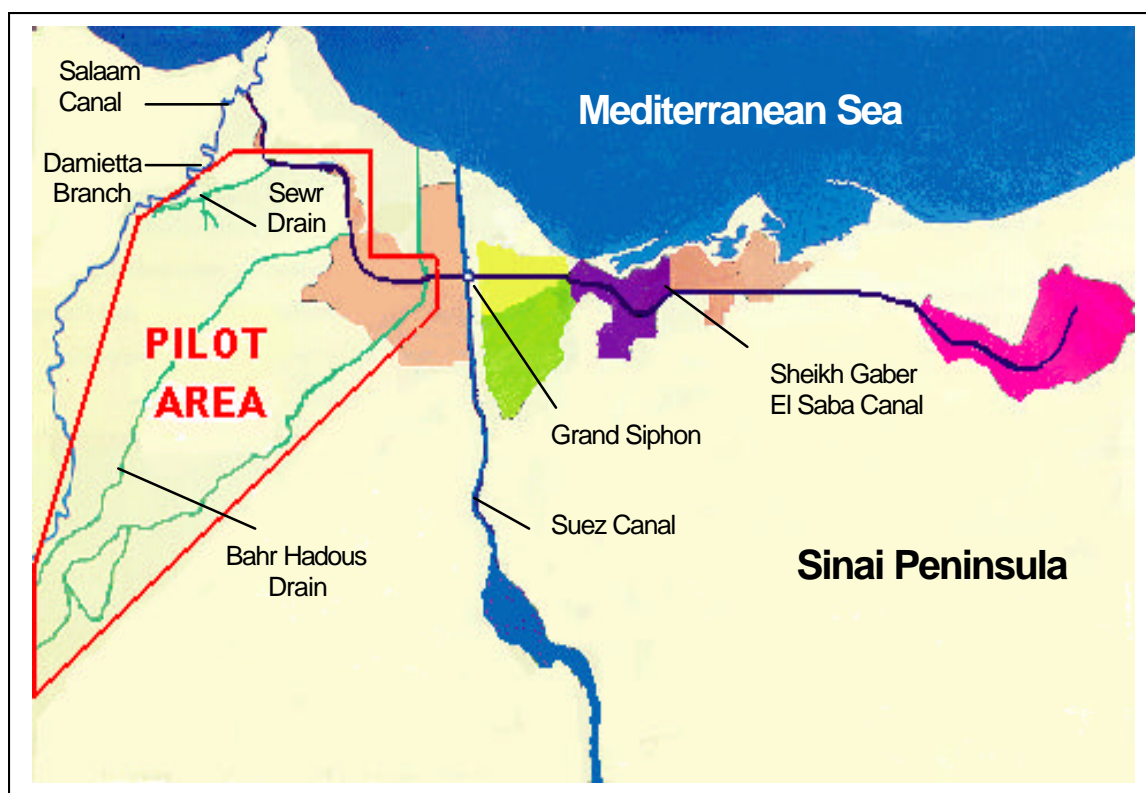 Salaam
Canal
Mediterranean Sea
Damietta
Branch
Sewr
Drain
PILOT
AREA
Sheikh Gaber
El Saba Canal
Grand Siphon
Suez Canal
Bahr Hadous
Drain
Sinai Peninsula